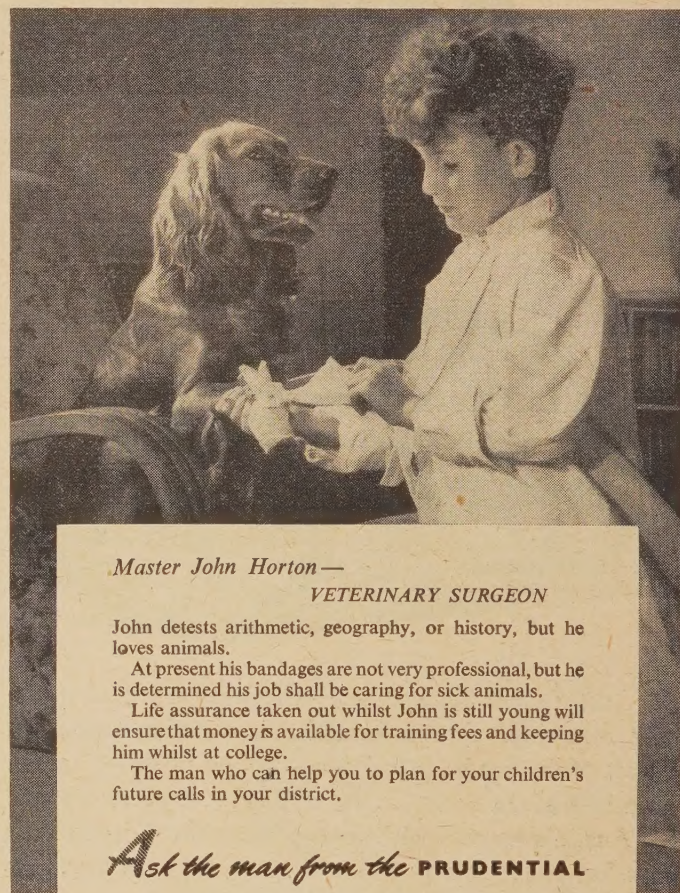 Master John Horton—
VETERINARY SURGEON
John detests arithmetic, geography, or history, but he
loves animals.
At present his bandages are not very professional, but he
is determined his job shall be caring for sick animals.
Life assurance taken out whilst John is still young will
ensure that money is available for training fees and keeping
him whilst at college.
The man who can help you to plan for your children's
future calls in your district.
Ask the man from the PRUDENTIAL